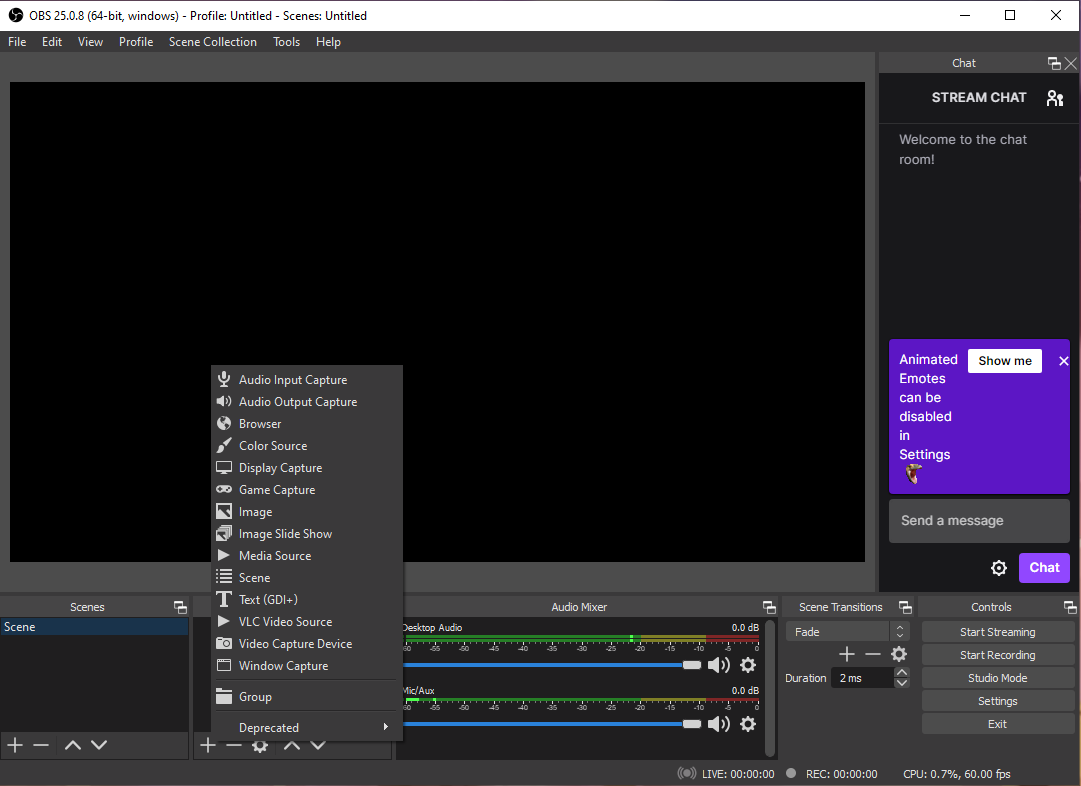 OBS 25.0.8 (64-bit, windows) - Profile: Untitled - Scenes: Untitled
File Edit View Profile Scene Collection Tools Help
Chat
STREAM CHAT
Welcome to the chat
room!
Animated
Emotes
can be
disabled
in
Settings
Show me
Send a message
Chat
Audio Input Capture
Audio Output Capture
Browser
Color Source
Display Capture
Game Capture
Image
Image Slide Show
Media Source
Scene
Text (GDI+)
VLC Video Source
Video Capture Device
Window Capture
Group
Deprecated
Scenes
Scene
Audio Mixer
Desktop Audio 0.0 dB
-60 -55 -50 -45 -40 -35 -30 -25 -20 -15 -10 -5 0
Mic/Aux 0.0 dB
-60 -55 -50 -45 -40 -35 -30 -25 -20 -15 -10 -5 0
Scene Transitions
Fade
Duration 2 ms
Controls
Start Streaming
Start Recording
Studio Mode
Settings
Exit
LIVE: 00:00:00 REC: 00:00:00 CPU: 0.7%, 60.00 fps